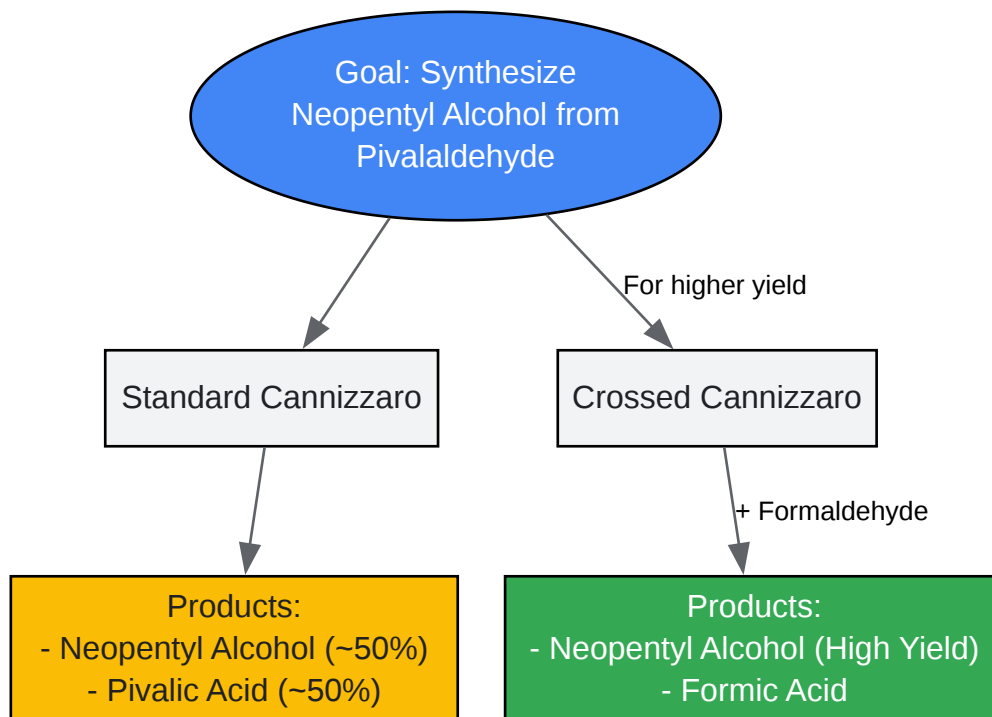 Goal: Synthesize
Neopentyl Alcohol from
Pivalaldehyde
For higher yield
Standard Cannizzaro
Crossed Cannizzaro
+ Formaldehyde
Products:
- Neopentyl Alcohol (~50%)
- Pivalic Acid (~50%)
Products:
- Neopentyl Alcohol (High Yield)
- Formic Acid